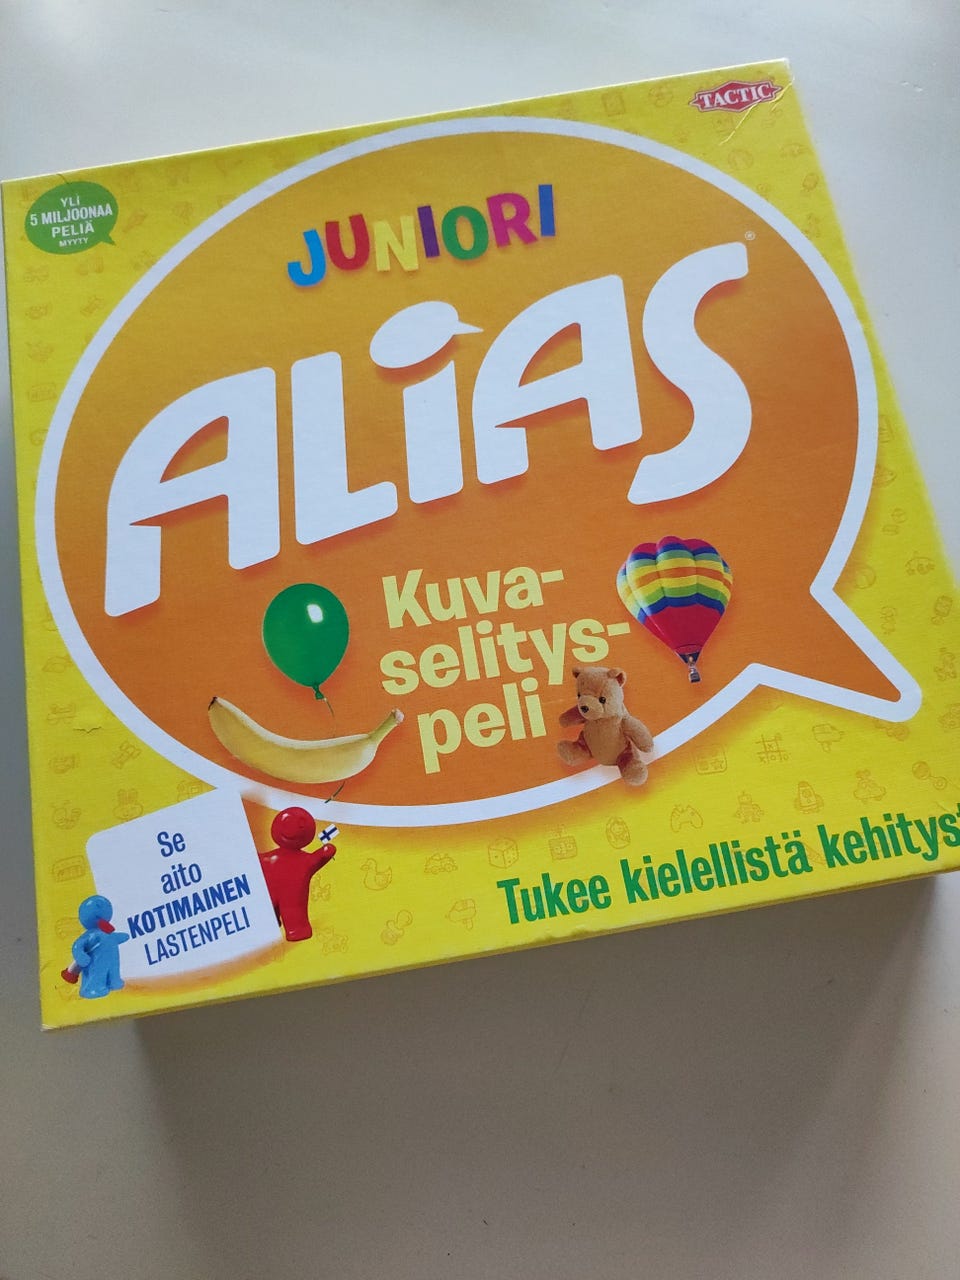 TACTIC
YLI
5 MILJOONAA
PELIÄ
MYYTY
JUNIORI
ALiAS®
Kuva-
selitys-
peli
Se
aito
KOTIMAINEN
LASTENPELI
Tukee kielellistä kehitys